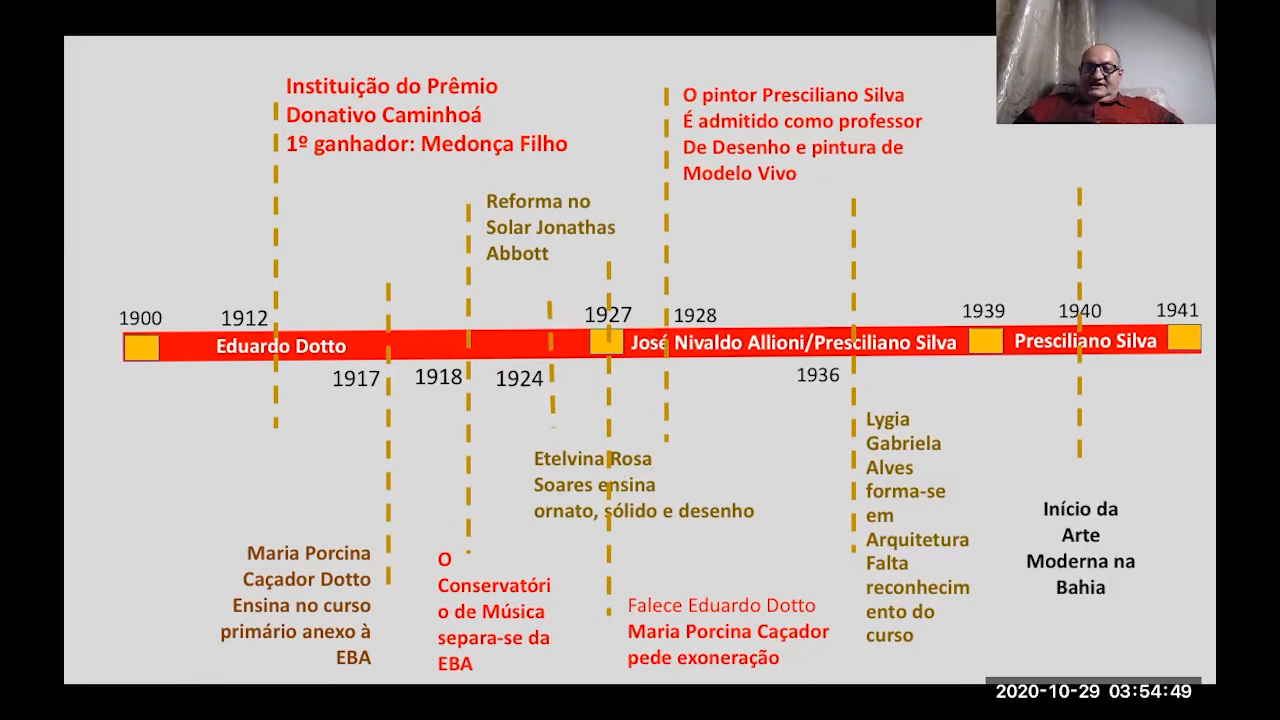 Instituição do Prêmio
Donativo Caminhoá
1º ganhador: Medonça Filho
O pintor Presciliano Silva
É admitido como professor
De Desenho e pintura de
Modelo Vivo
Reforma no
Solar Jonathas
Abbott
1900
1912
1927
1928
1939
1940
1941
Eduardo Dotto
José Nivaldo Allioni/Presciliano Silva
Presciliano Silva
1917
1918
1924
1936
Etelvina Rosa
Soares ensina
ornato, sólido e desenho
Lygia
Gabriela
Alves
forma-se
em
Arquitetura
Falta
reconhecim
ento do
curso
Início da
Arte
Moderna na
Bahia
Maria Porcina
Caçador Dotto
Ensina no curso
primário anexo à
EBA
O
Conservatóri
o de Música
separa-se da
EBA
Falece Eduardo Dotto
Maria Porcina Caçador
pede exoneração
2020-10-29 03:54:49